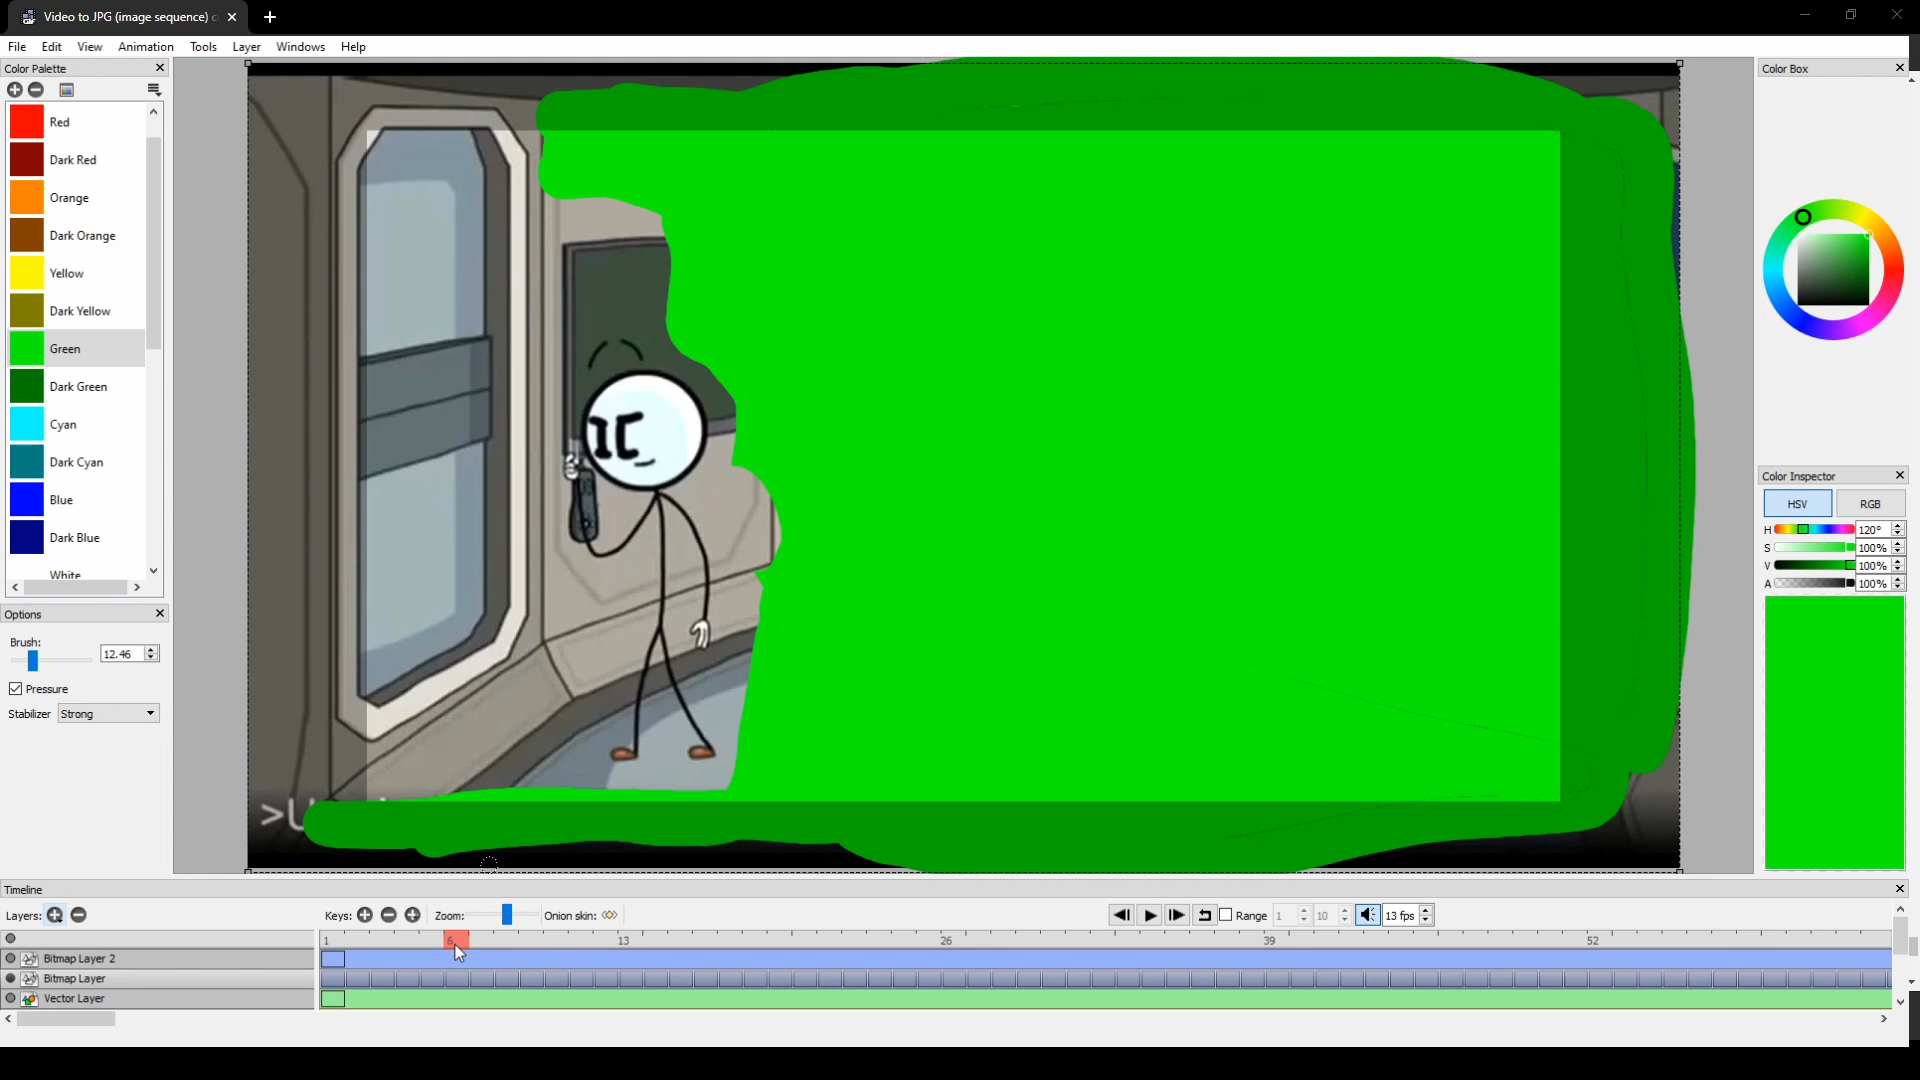 Video to JPG (image sequence) c
File Edit View Animation Tools Layer Windows Help
Color Palette
Red
Dark Red
Orange
Dark Orange
Yellow
Dark Yellow
Green
Dark Green
Cyan
Dark Cyan
Blue
Dark Blue
White
Options
Brush:
12.46
Pressure
Stabilizer Strong
>U
Color Box
Color Inspector
HSV RGB
H 120°
S 100%
V 100%
A 100%
Timeline
Layers: Keys: Zoom: Onion skin: Range 1 10 13 fps
1 6 13 26 39 52
Bitmap Layer 2
Bitmap Layer
Vector Layer